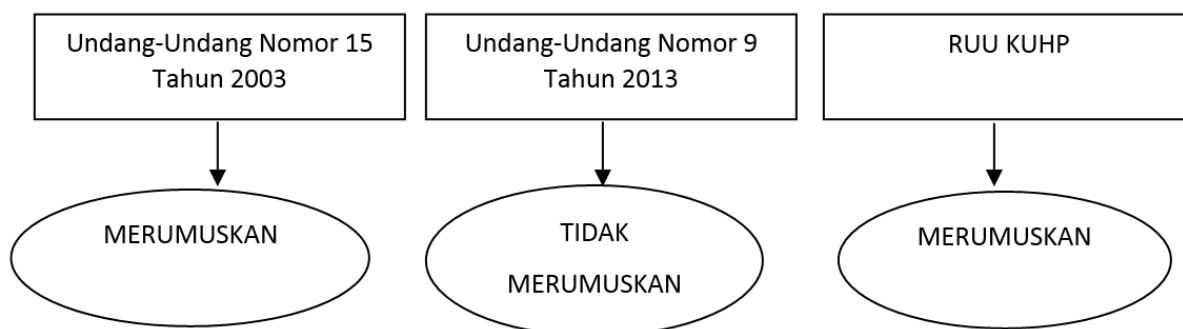 Undang-Undang Nomor 15
Tahun 2003
Undang-Undang Nomor 9
Tahun 2013
RUU KUHP
MERUMUSKAN
TIDAK
MERUMUSKAN
MERUMUSKAN